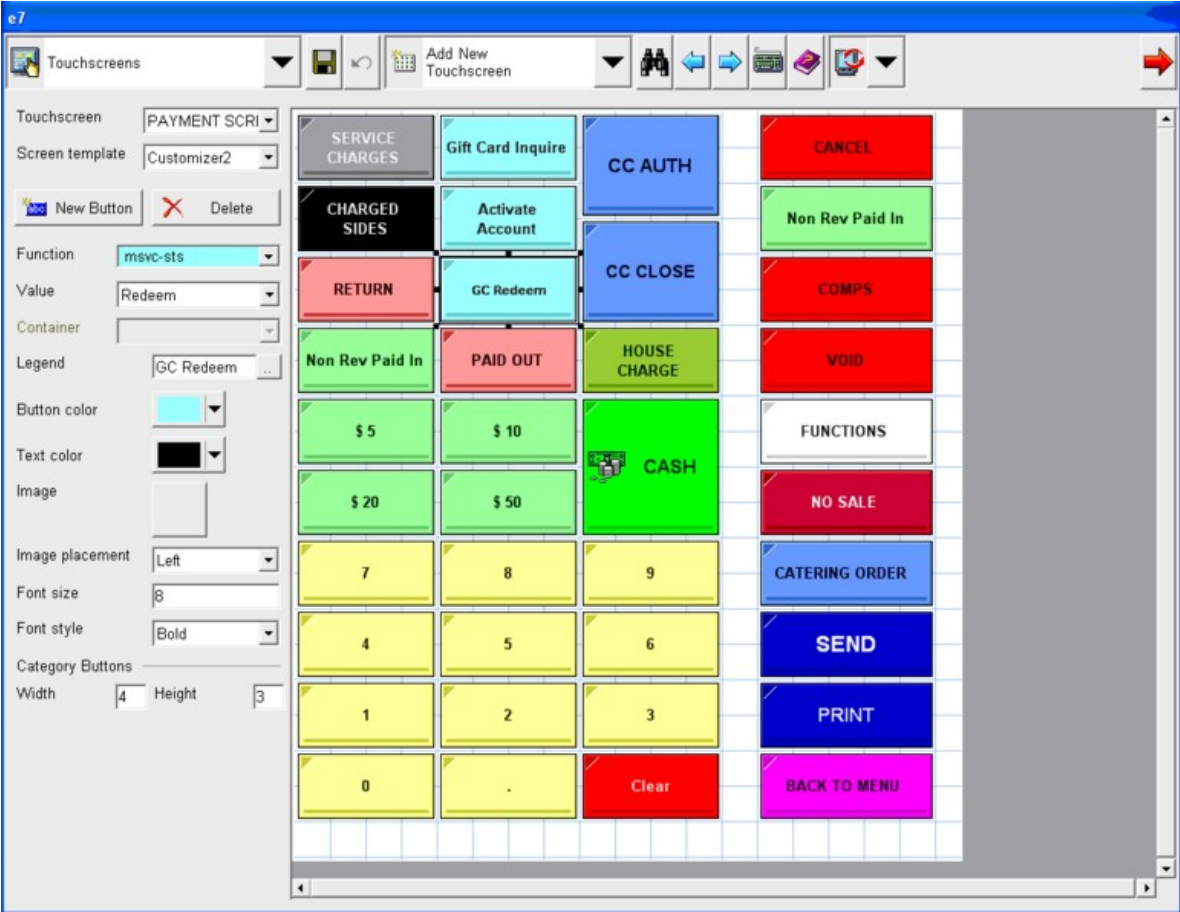 e7
Touchscreens
Add New
Touchscreen
Touchscreen
PAYMENT SCRI
Screen template
Customizer2
New Button
Delete
Function
msvc-sts
Value
Redeem
Container
Legend
GC Redeem
..
Button color
Text color
Image
Image placement
Left
Font size
8
Font style
Bold
Category Buttons
Width
4
Height
3
SERVICE
CHARGES
Gift Card Inquire
CC AUTH
CANCEL
CHARGED
SIDES
Activate
Account
Non Rev Paid In
RETURN
GC Redeem
CC CLOSE
COMPS
Non Rev Paid In
PAID OUT
HOUSE
CHARGE
VOID
$ 5
$ 10
CASH
FUNCTIONS
$ 20
$ 50
NO SALE
7
8
9
CATERING ORDER
4
5
6
SEND
1
2
3
PRINT
0
.
Clear
BACK TO MENU